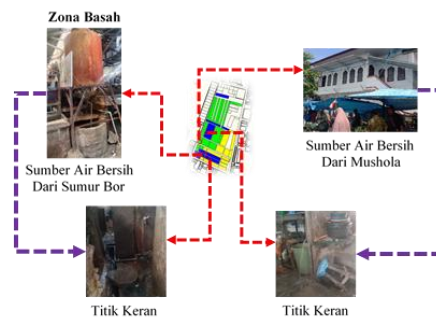 Zona Basah
Sumber Air Bersih
Dari Sumur Bor
Sumber Air Bersih
Dari Mushola
Titik Keran
Titik Keran